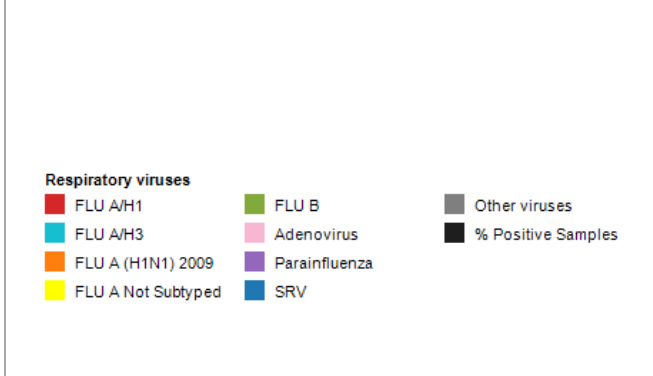 Respiratory viruses
FLU A/H1
FLU A/H3
FLU A (H1N1) 2009
FLU A Not Subtyped
FLU B
Adenovirus
Parainfluenza
SRV
Other viruses
% Positive Samples